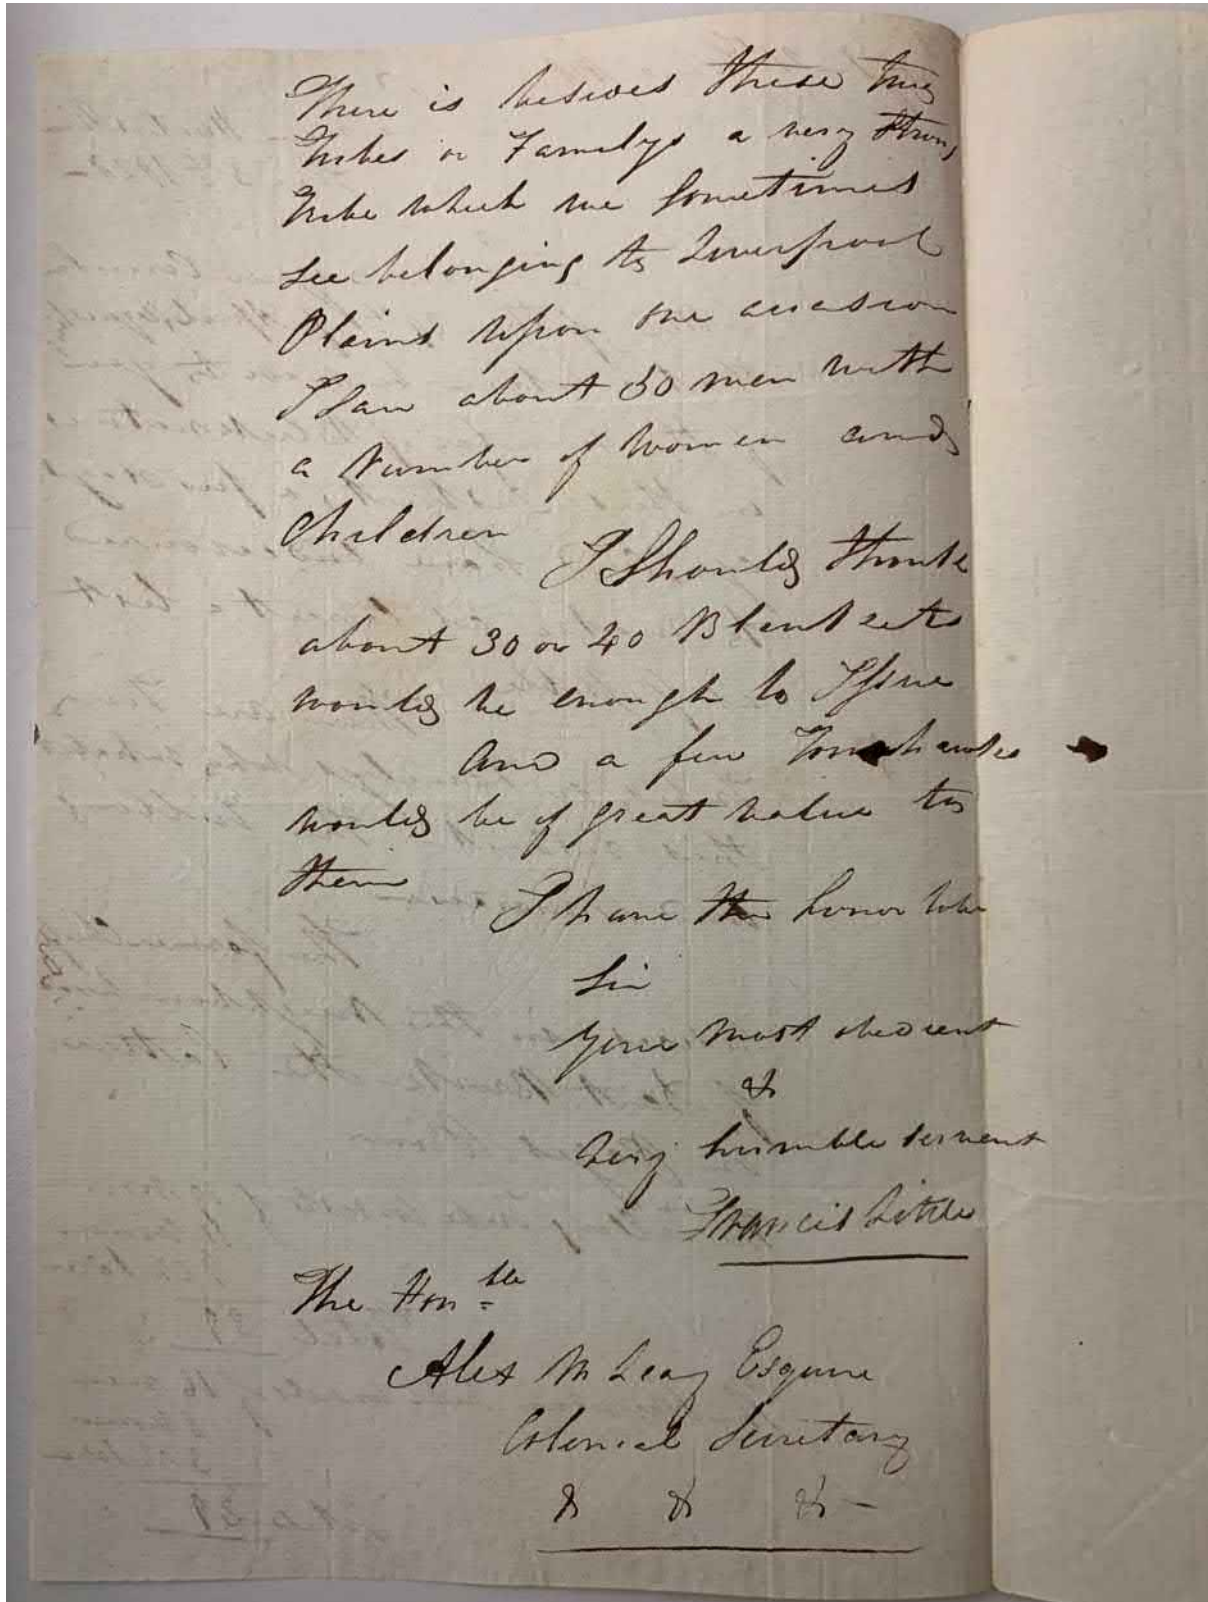 There is besides these two
Tribes or Familys a very strong
Tribe which we sometimes
see belonging to Liverpool
Plains upon one occasion
I saw about 50 men with
a Number of Women and
Children
I Should think
about 30 or 40 Blankets
would be enough to Issue
and a few Tomahawks
would be of great value to
them
I have the honor to be
Sir
Your most obedient
&
Very humble servant
Francis Little
The Honble
Alex McLeay Esquire
Colonial Secretary
& & &